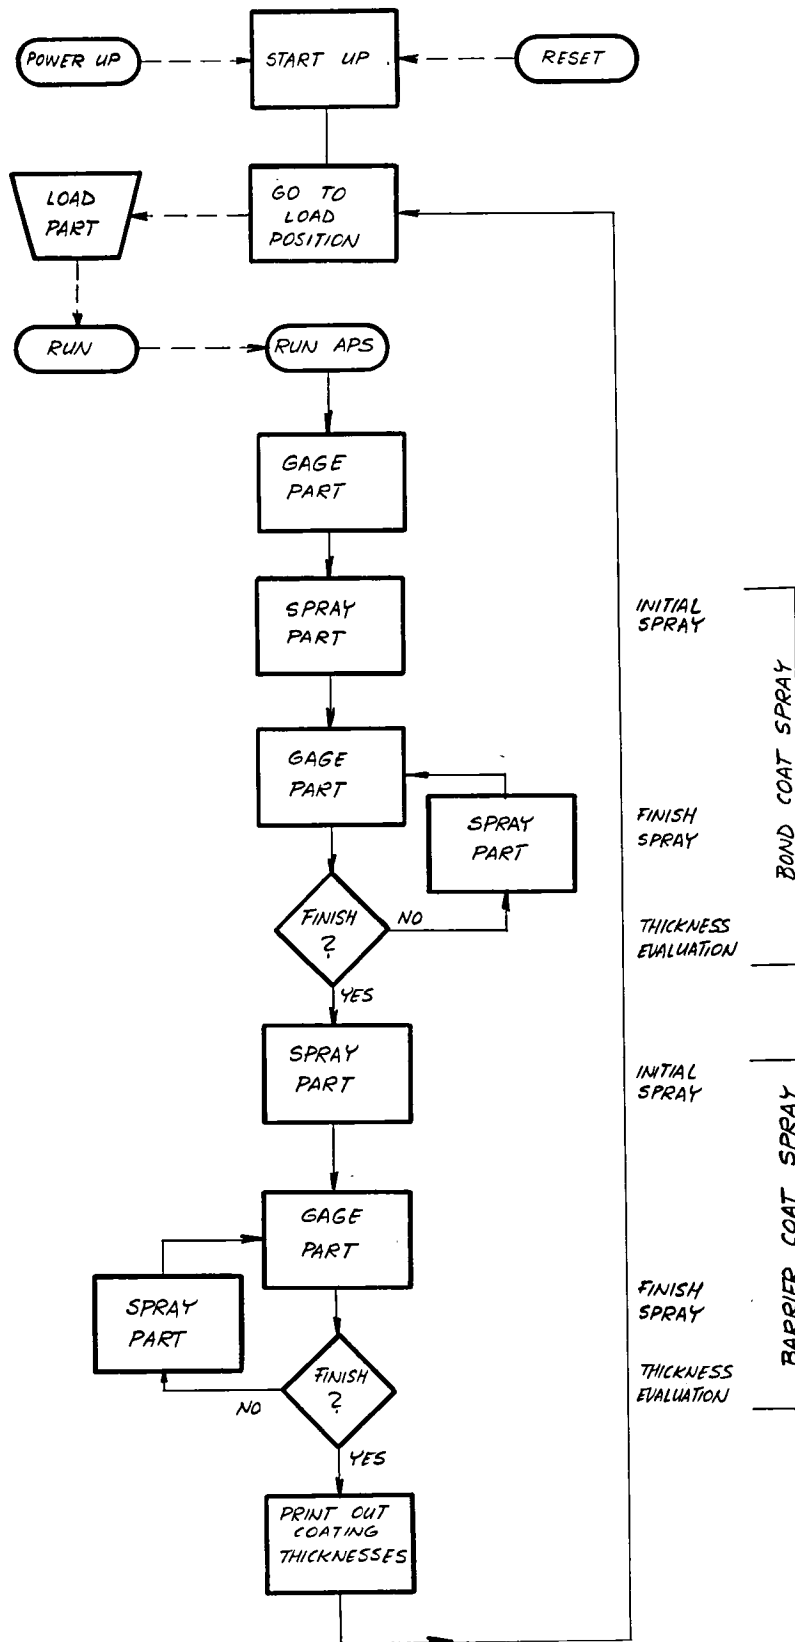 POWER UP
START UP
RESET
LOAD
PART
GO TO
LOAD
POSITION
RUN
RUN APS
GAGE
PART
SPRAY
PART
INITIAL
SPRAY
GAGE
PART
SPRAY
PART
FINISH
SPRAY
BOND COAT SPRAY
FINISH
?
NO
THICKNESS
EVALUATION
YES
SPRAY
PART
INITIAL
SPRAY
GAGE
PART
SPRAY
PART
FINISH
SPRAY
BARRIER COAT SPRAY
FINISH
?
NO
THICKNESS
EVALUATION
YES
PRINT OUT
COATING
THICKNESSES